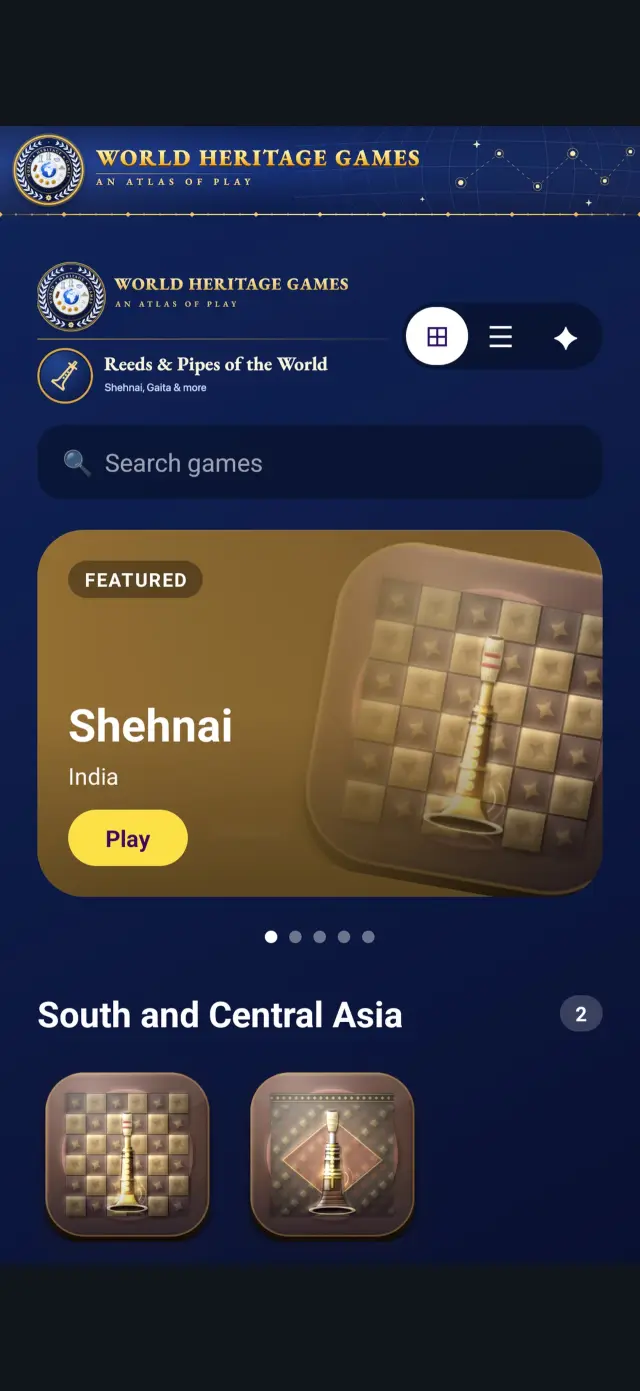 WORLD HERITAGE GAMES
AN ATLAS OF PLAY
WORLD HERITAGE GAMES
AN ATLAS OF PLAY
Reeds & Pipes of the World
Shehnai, Gaita & more
Search games
FEATURED
Shehnai
India
Play
South and Central Asia
2